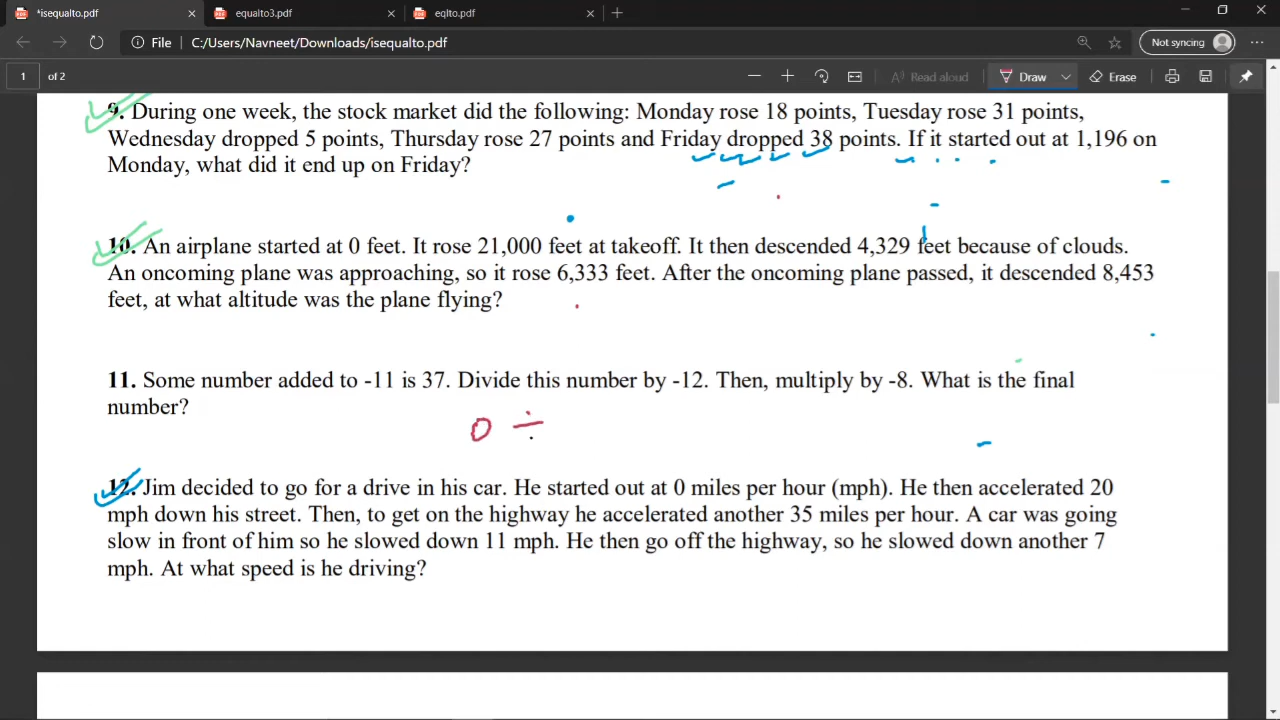 *isequalto.pdf
equalto3.pdf
eqlto.pdf
File
C:/Users/Navneet/Downloads/isequalto.pdf
Not syncing
1
of 2
Read aloud
Draw
Erase
9. During one week, the stock market did the following: Monday rose 18 points, Tuesday rose 31 points,
Wednesday dropped 5 points, Thursday rose 27 points and Friday dropped 38 points. If it started out at 1,196 on
Monday, what did it end up on Friday?
10. An airplane started at 0 feet. It rose 21,000 feet at takeoff. It then descended 4,329 feet because of clouds.
An oncoming plane was approaching, so it rose 6,333 feet. After the oncoming plane passed, it descended 8,453
feet, at what altitude was the plane flying?
11. Some number added to -11 is 37. Divide this number by -12. Then, multiply by -8. What is the final
number?
0 ÷
12. Jim decided to go for a drive in his car. He started out at 0 miles per hour (mph). He then accelerated 20
mph down his street. Then, to get on the highway he accelerated another 35 miles per hour. A car was going
slow in front of him so he slowed down 11 mph. He then go off the highway, so he slowed down another 7
mph. At what speed is he driving?